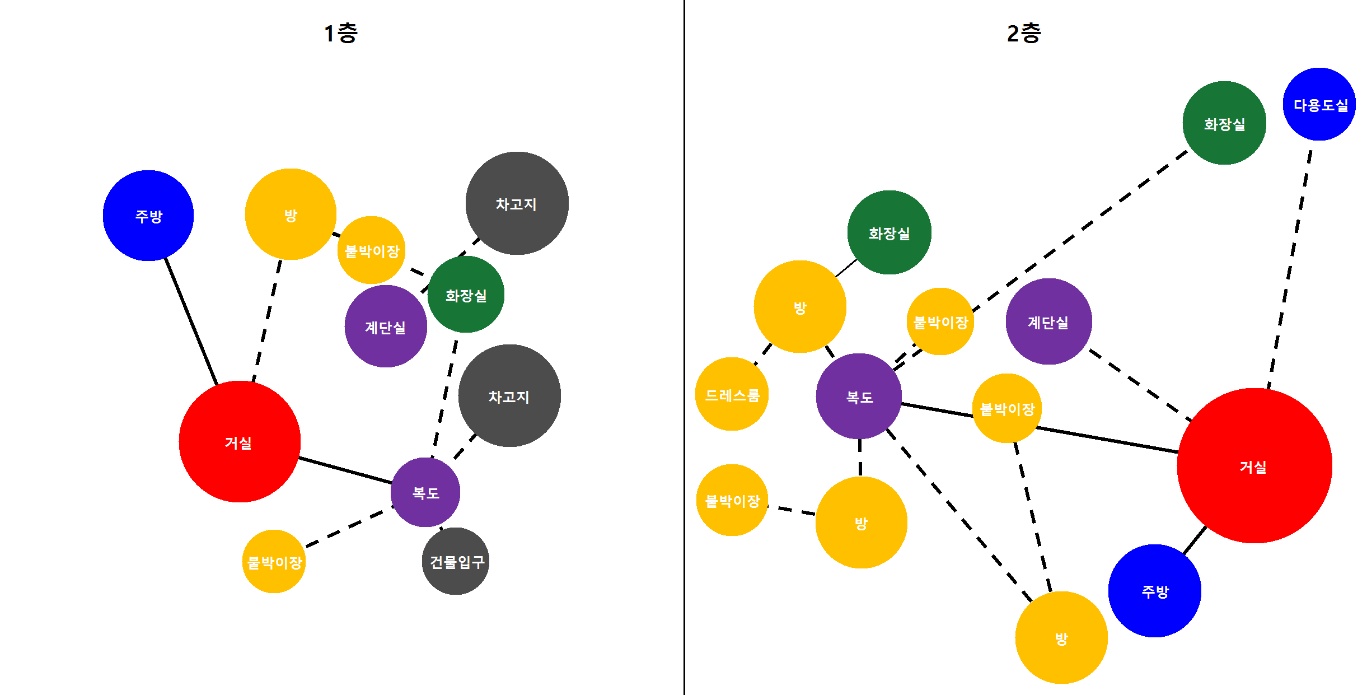 1층
주방
방
붙박이장
차고지
화장실
계단실
차고지
거실
복도
붙박이장
건물입구
2층
다용도실
화장실
화장실
방
붙박이장
계단실
드레스룸
복도
붙박이장
거실
붙박이장
방
주방
방